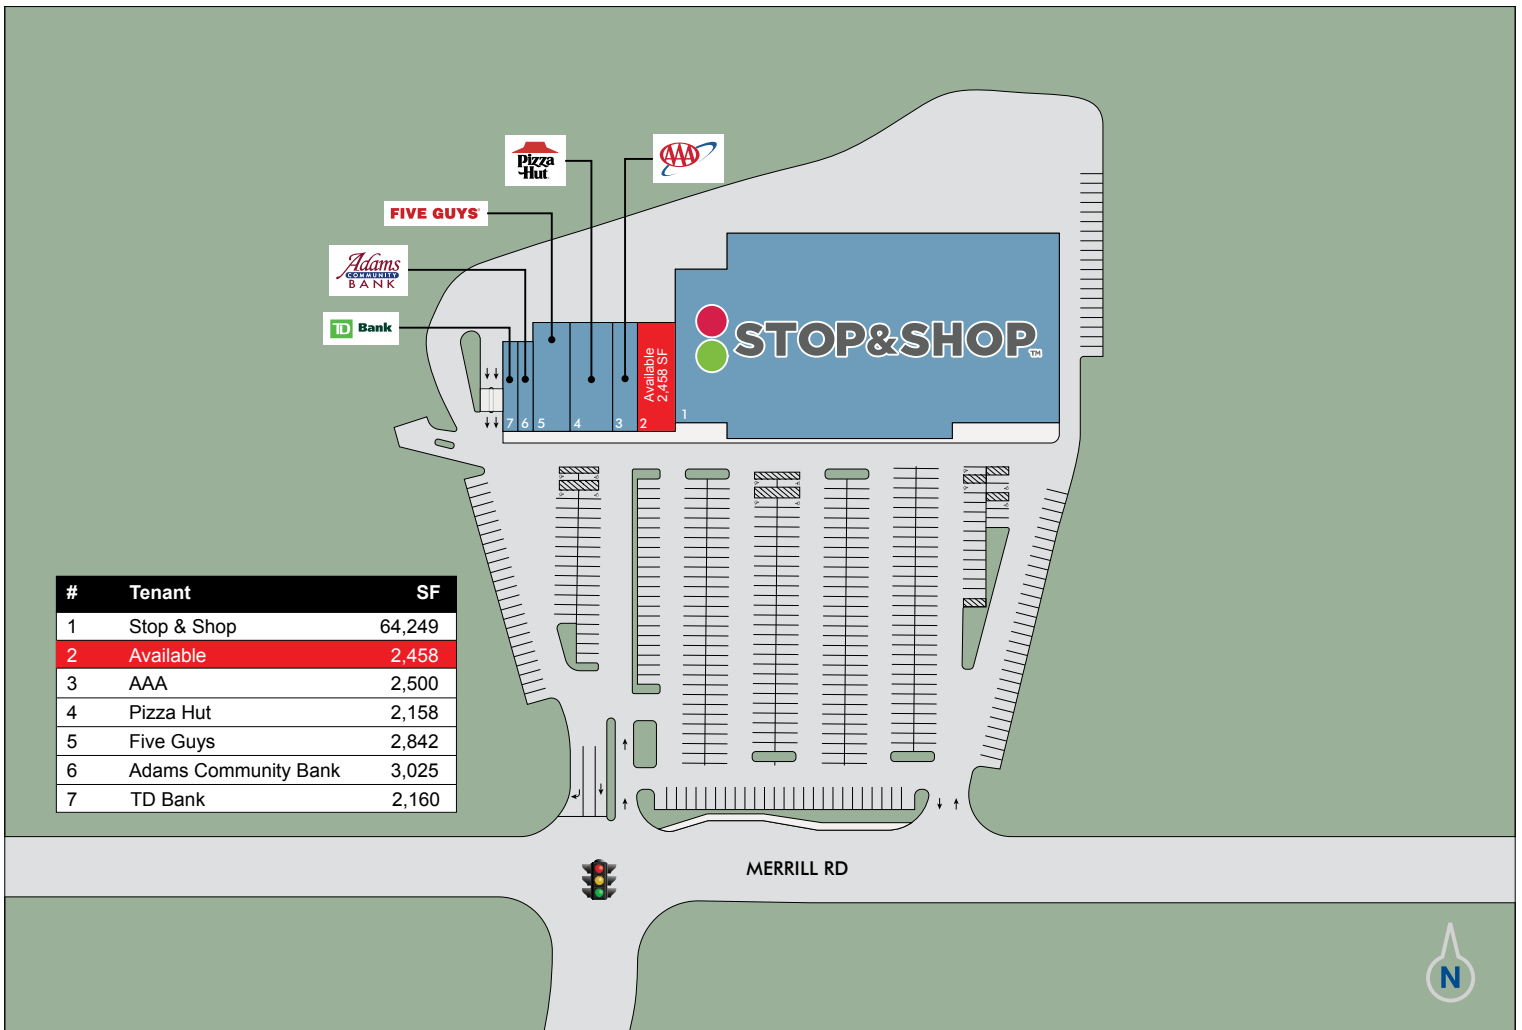 Pizza
Hut
AAA
FIVE GUYS
Adams
COMMUNITY
BANK
TD Bank
STOP&SHOP™
Available
2,458 SF
7 6 5 4 3 2 1
# Tenant SF
1 Stop & Shop 64,249
2 Available 2,458
3 AAA 2,500
4 Pizza Hut 2,158
5 Five Guys 2,842
6 Adams Community Bank 3,025
7 TD Bank 2,160
MERRILL RD
N